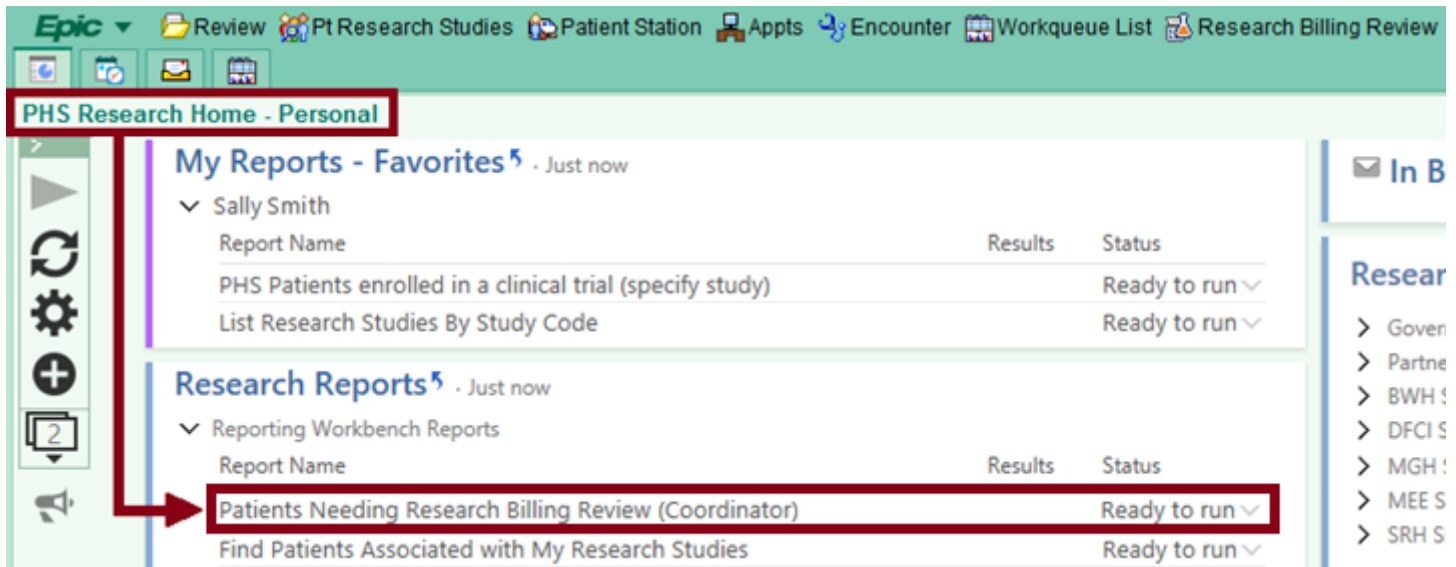 Epic Review Pt Research Studies Patient Station Appts Encounter Workqueue List Research Billing Review
PHS Research Home - Personal
My Reports - Favorites · Just now
Sally Smith
Report Name Results Status
PHS Patients enrolled in a clinical trial (specify study) Ready to run
List Research Studies By Study Code Ready to run
Research Reports · Just now
Reporting Workbench Reports
Report Name Results Status
Patients Needing Research Billing Review (Coordinator) Ready to run
Find Patients Associated with My Research Studies Ready to run
2
In B
Resear
Gover
Partne
BWH S
DFCI S
MGH S
MEE S
SRH S